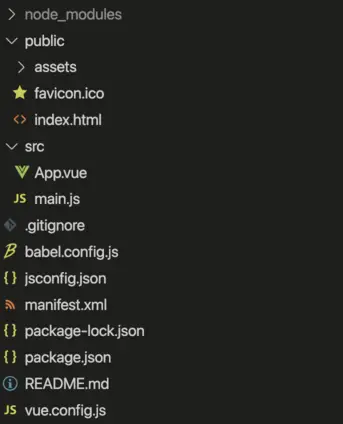 node_modules
public
assets
favicon.ico
<> index.html
src
App.vue
JS main.js
.gitignore
B babel.config.js
{} jsconfig.json
manifest.xml
{} package-lock.json
{} package.json
README.md
JS vue.config.js